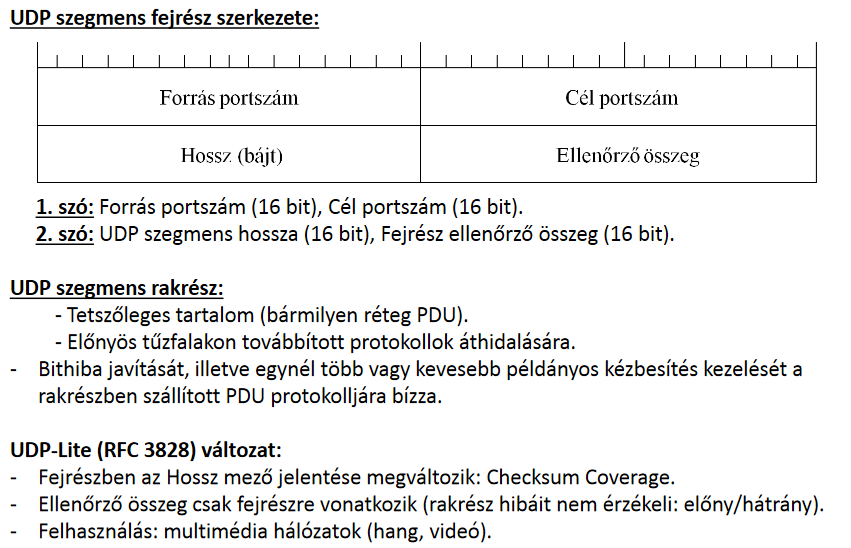 UDP szegmens fejrész szerkezete:
Forrás portszám
Cél portszám
Hossz (bájt)
Ellenőrző összeg
1. szó: Forrás portszám (16 bit), Cél portszám (16 bit).
2. szó: UDP szegmens hossza (16 bit), Fejrész ellenőrző összeg (16 bit).
UDP szegmens rakrész:
- Tetszőleges tartalom (bármilyen réteg PDU).
- Előnyös tűzfalakon továbbított protokollok áthidalására.
- Bithiba javítását, illetve egynél több vagy kevesebb példányos kézbesítés kezelését a
rakrészben szállított PDU protokolljára bízza.
UDP-Lite (RFC 3828) változat:
- Fejrészben az Hossz mező jelentése megváltozik: Checksum Coverage.
- Ellenőrző összeg csak fejrészre vonatkozik (rakrész hibáit nem érzékeli: előny/hátrány).
- Felhasználás: multimédia hálózatok (hang, videó).